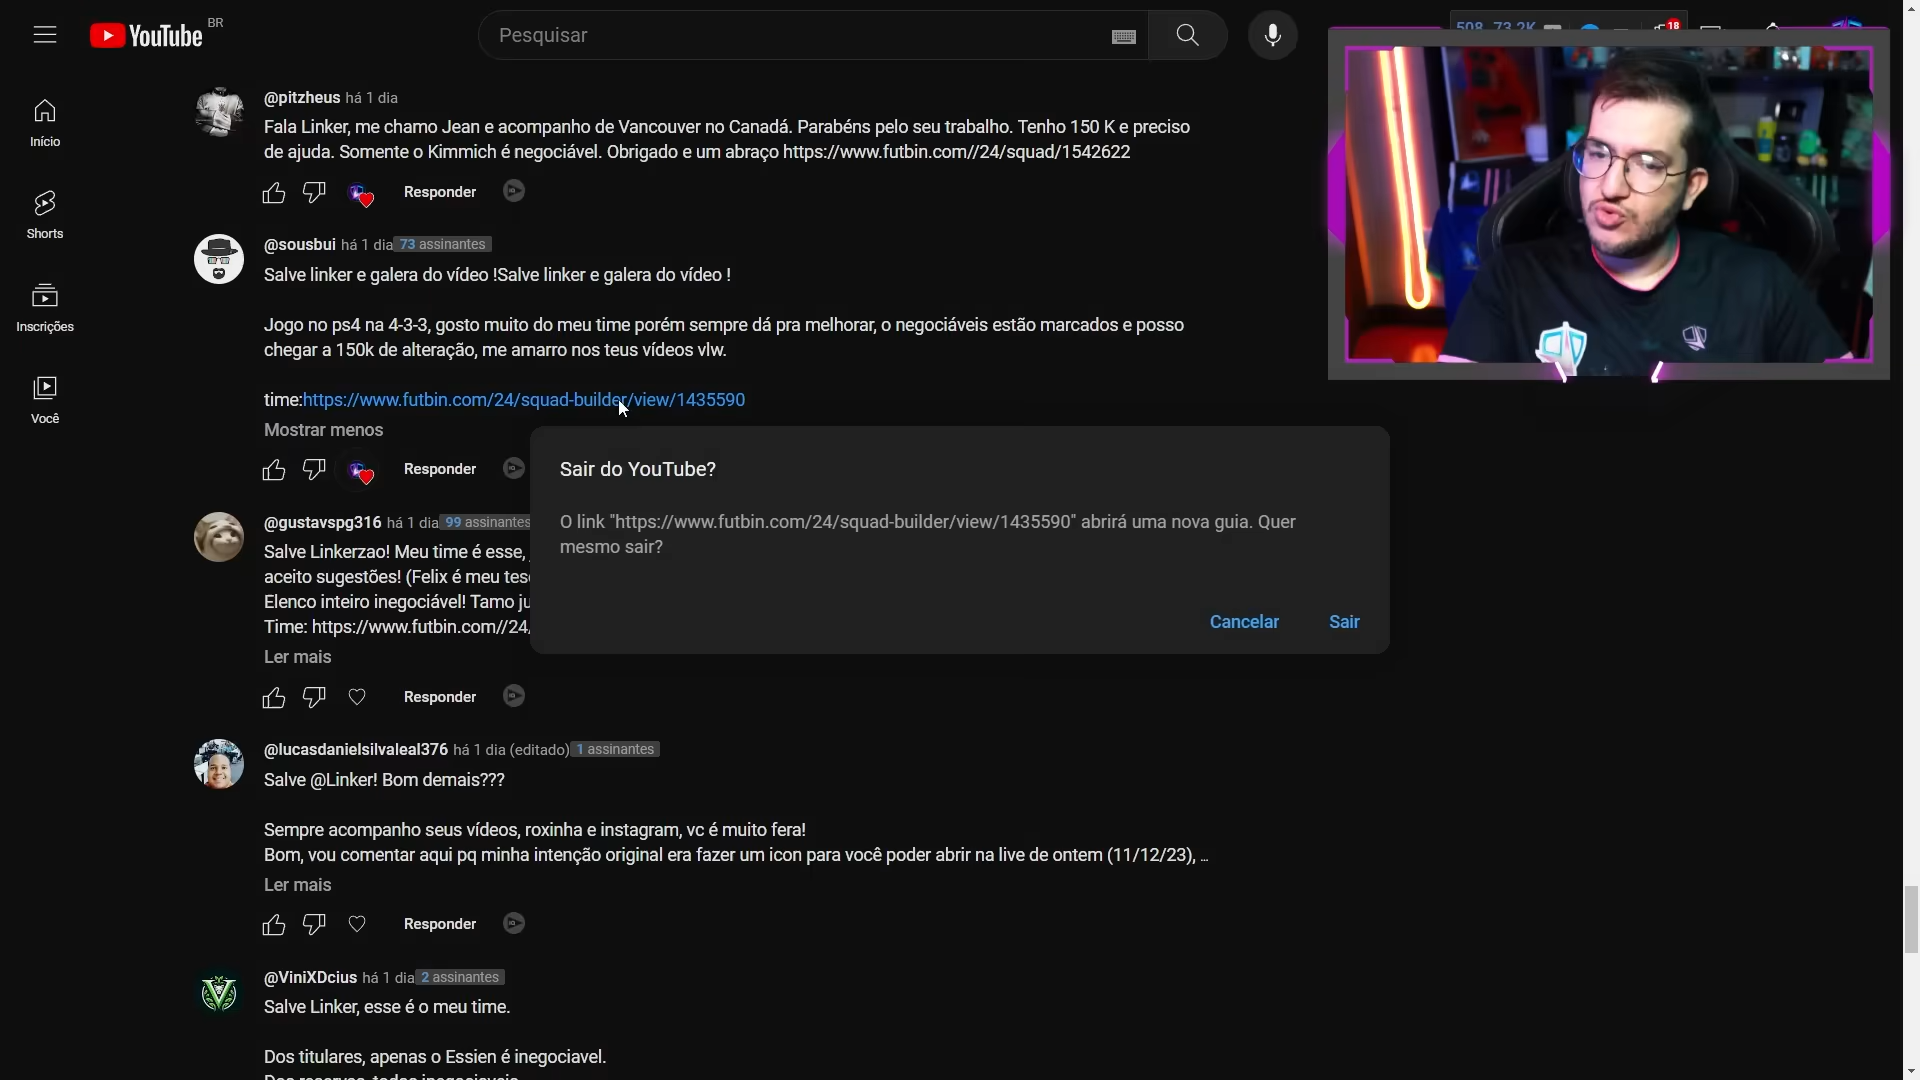 YouTube BR
Pesquisar
18
Início
Shorts
Inscrições
Você
@pitzheus há 1 dia
Fala Linker, me chamo Jean e acompanho de Vancouver no Canadá. Parabéns pelo seu trabalho. Tenho 150 K e preciso
de ajuda. Somente o Kimmich é negociável. Obrigado e um abraço https://www.futbin.com//24/squad/1542622
Responder
@sousbui há 1 dia 73 assinantes
Salve linker e galera do vídeo !Salve linker e galera do vídeo !
Jogo no ps4 na 4-3-3, gosto muito do meu time porém sempre dá pra melhorar, o negociáveis estão marcados e posso
chegar a 150k de alteração, me amarro nos teus vídeos vlw.
time:https://www.futbin.com/24/squad-builder/view/1435590
Mostrar menos
Responder
Sair do YouTube?
O link "https://www.futbin.com/24/squad-builder/view/1435590" abrirá uma nova guia. Quer
mesmo sair?
Cancelar Sair
@gustavspg316 há 1 dia 99 assinantes
Salve Linkerzao! Meu time é esse,
aceito sugestões! (Felix é meu
Elenco inteiro inegociável! Tamo
Time: https://www.futbin.com//24/
Ler mais
Responder
@lucasdanielsilvaleal376 há 1 dia (editado) 1 assinantes
Salve @Linker! Bom demais???
Sempre acompanho seus vídeos, roxinha e instagram, vc é muito fera!
Bom, vou comentar aqui pq minha intenção original era fazer um icon para você poder abrir na live de ontem (11/12/23), ...
Ler mais
Responder
@ViniXDcius há 1 dia 2 assinantes
Salve Linker, esse é o meu time.
Dos titulares, apenas o Essien é inegociavel.